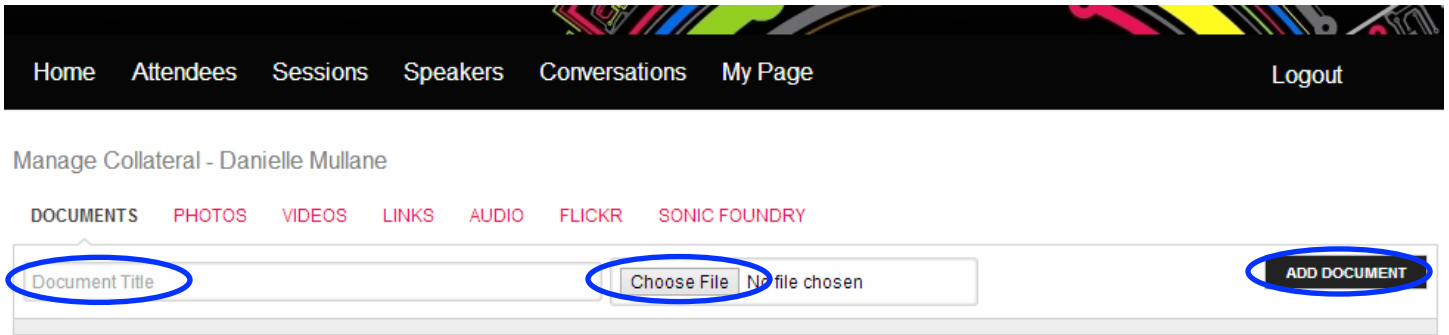 Home Attendees Sessions Speakers Conversations My Page Logout
Manage Collateral - Danielle Mullane
DOCUMENTS PHOTOS VIDEOS LINKS AUDIO FLICKR SONIC FOUNDRY
Document Title Choose File No file chosen ADD DOCUMENT